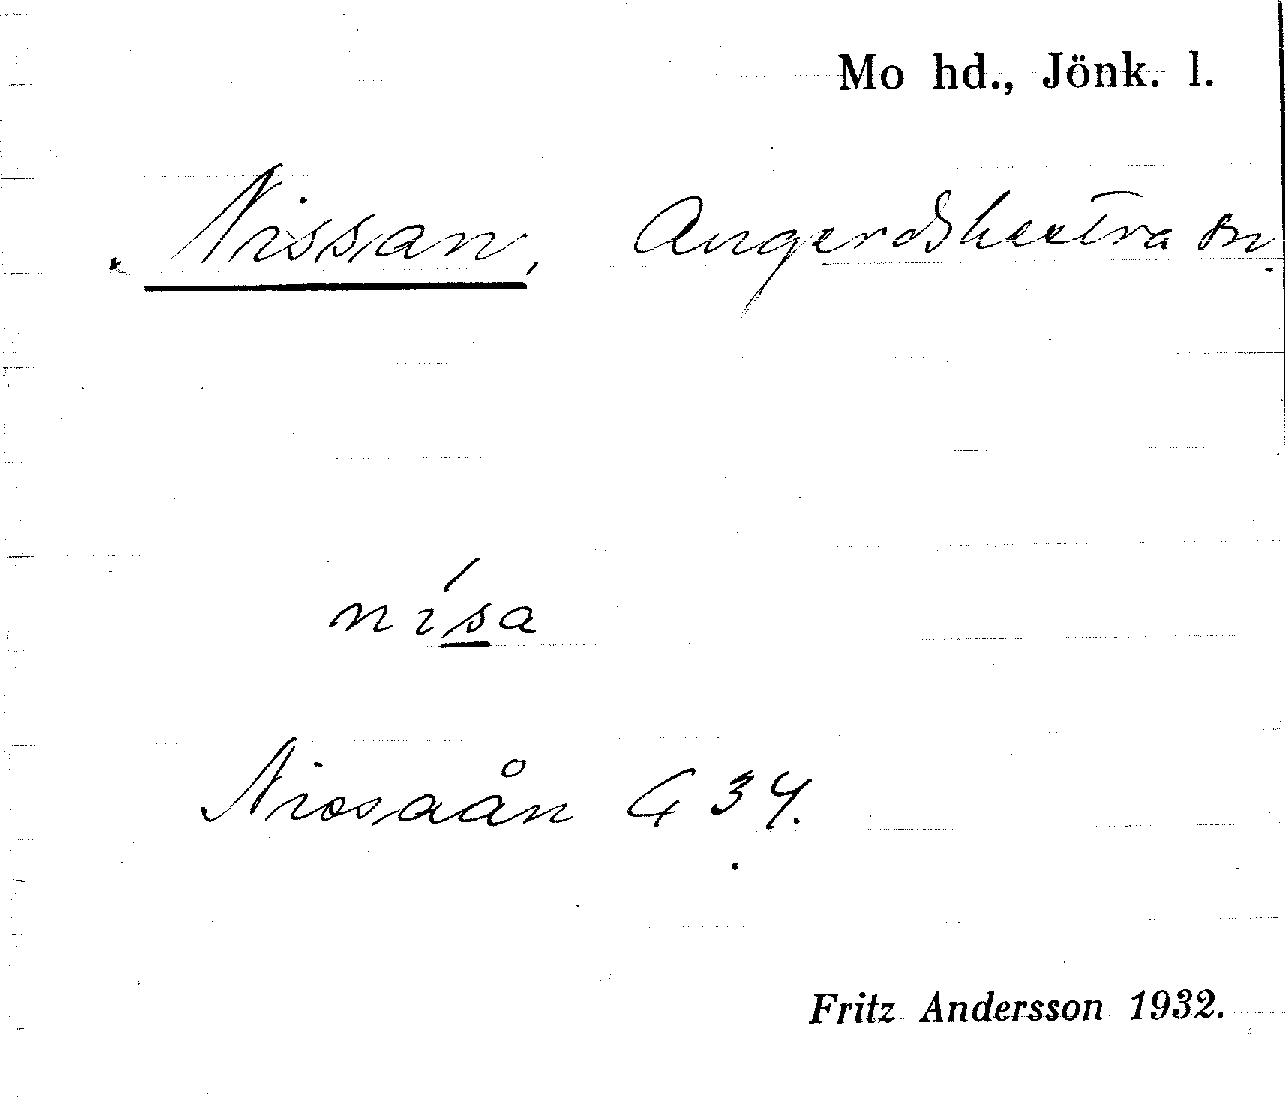 Mo hd., Jönk. l.
Nissan, Angerdshestra sn.
nísa
Nissaån G 34.
Fritz Andersson 1932.